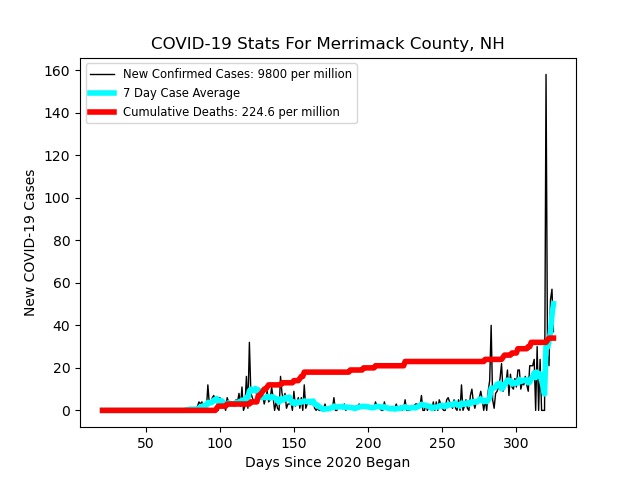 COVID-19 Stats For Merrimack County, NH
New Confirmed Cases: 9800 per million
7 Day Case Average
Cumulative Deaths: 224.6 per million
New COVID-19 Cases
160
140
120
100
80
60
40
20
0
50
100
150
200
250
300
Days Since 2020 Began